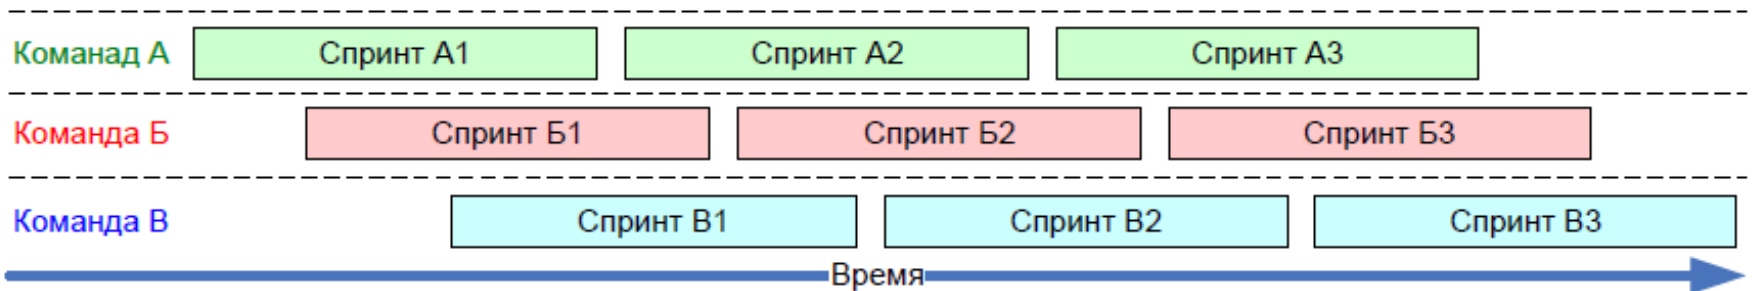 Команад А Спринт А1 Спринт А2 Спринт А3
Команда Б Спринт Б1 Спринт Б2 Спринт Б3
Команда В Спринт В1 Спринт В2 Спринт В3
Время